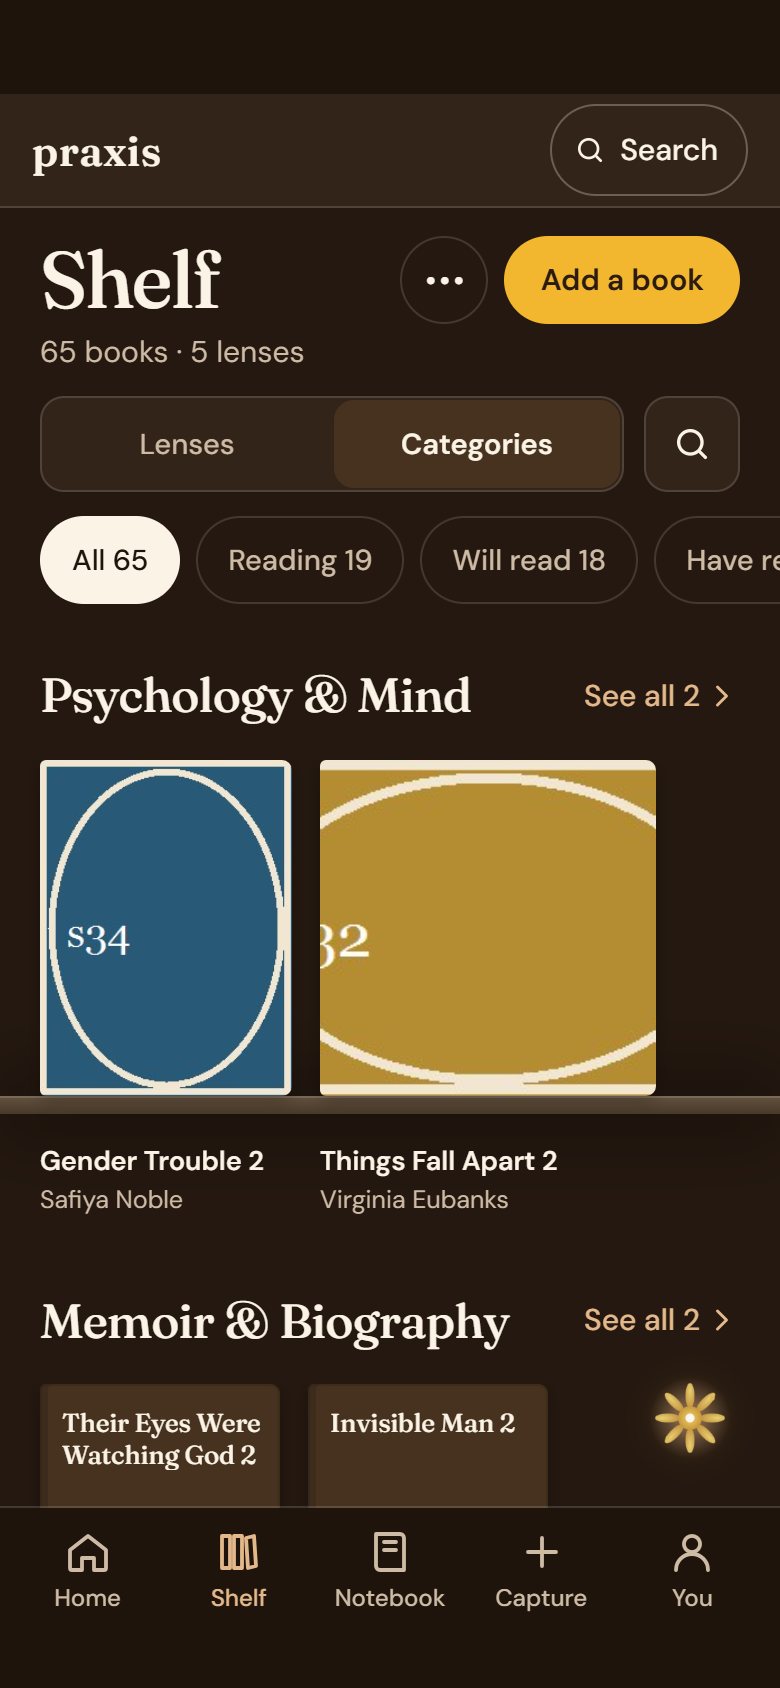 praxis
Search
Shelf
Add a book
65 books · 5 lenses
Lenses
Categories
All 65
Reading 19
Will read 18
Have re
Psychology & Mind
See all 2
s34
32
Gender Trouble 2
Things Fall Apart 2
Safiya Noble
Virginia Eubanks
Memoir & Biography
See all 2
Their Eyes Were
Watching God 2
Invisible Man 2
Home
Shelf
Notebook
Capture
You